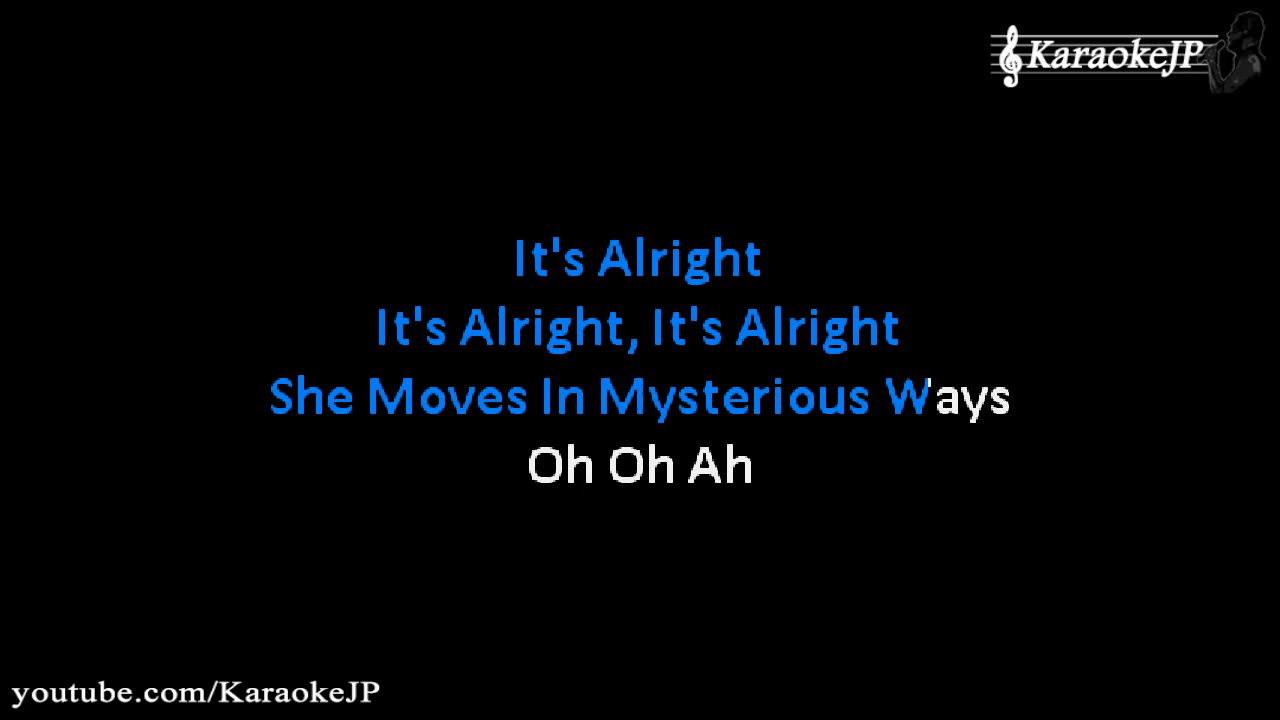 KaraokeJP
It's Alright
It's Alright, It's Alright
She Moves In Mysterious Ways
Oh Oh Ah
youtube.com/KaraokeJP